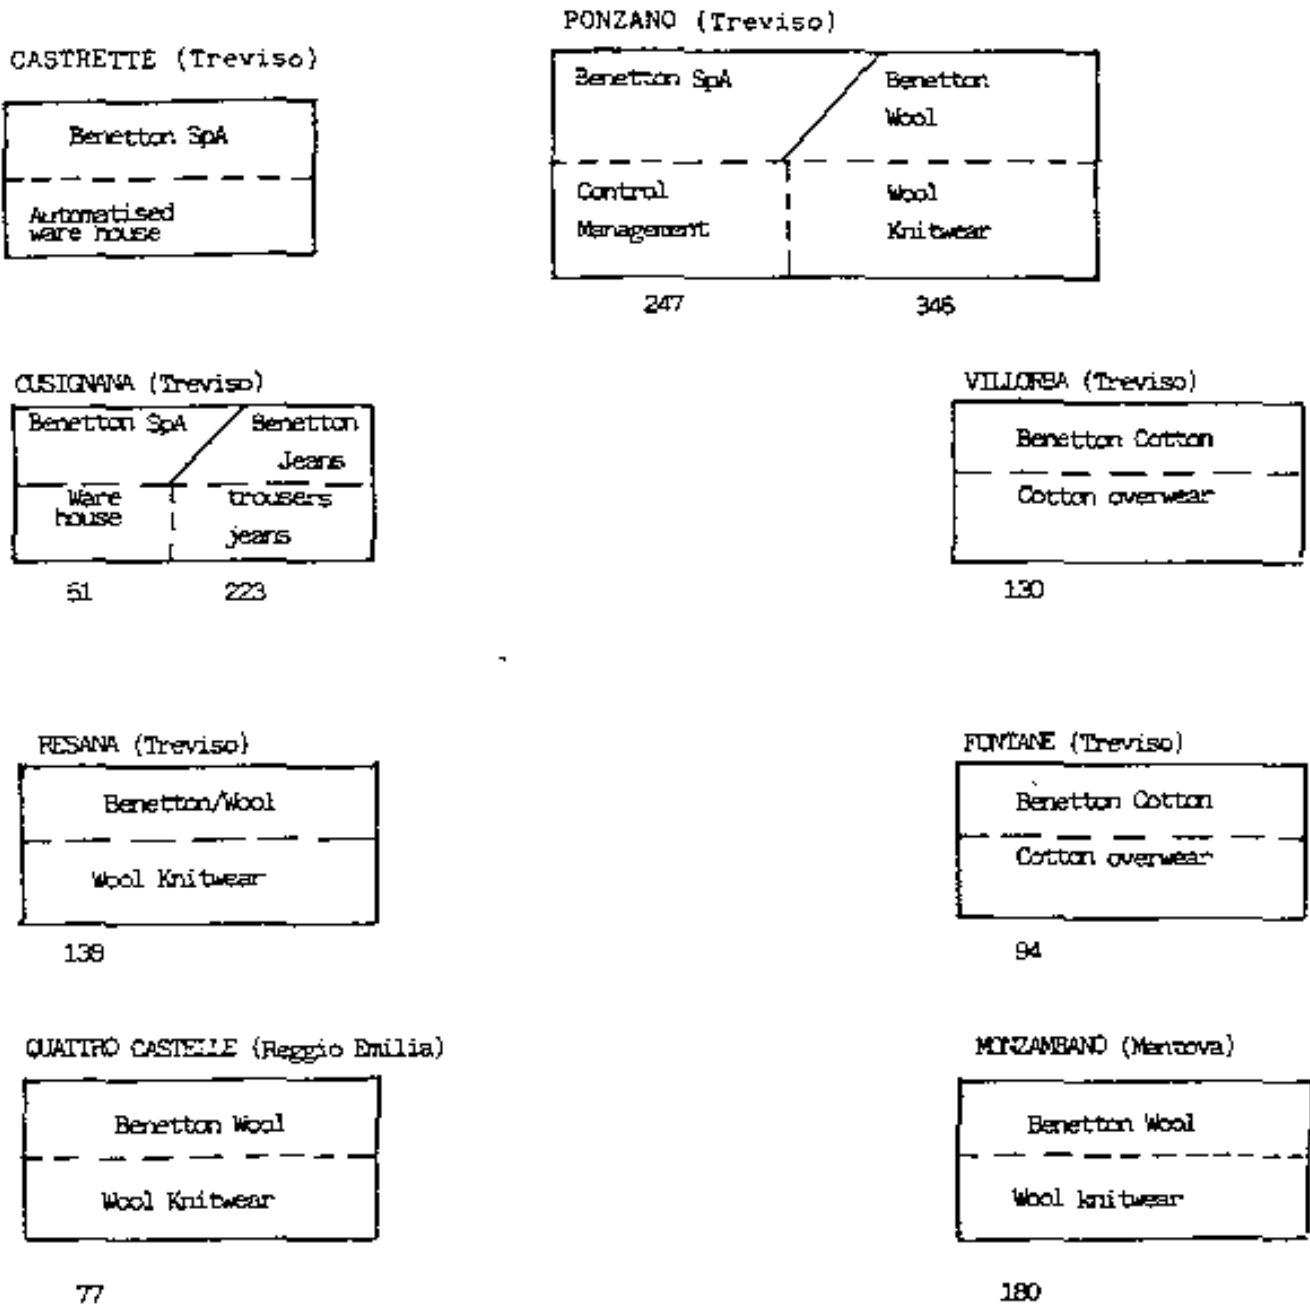 PONZANO (Treviso)
CASTRETTE (Treviso)
Benetton SpA
Automatised
ware house
Benetton SpA
Benetton
Wool
Control
Management
Wool
Knitwear
247
346
CUSIGNANA (Treviso)
Benetton SpA
Benetton
Jeans
Ware
house
trousers
jeans
51
223
VILLORBA (Treviso)
Benetton Cotton
Cotton overwear
130
RESANA (Treviso)
Benetton/Wool
Wool Knitwear
139
FONTANE (Treviso)
Benetton Cotton
Cotton overwear
94
QUATTRO CASTELLE (Reggio Emilia)
Benetton Wool
Wool Knitwear
77
MONZAMBANO (Mantova)
Benetton Wool
Wool knitwear
180